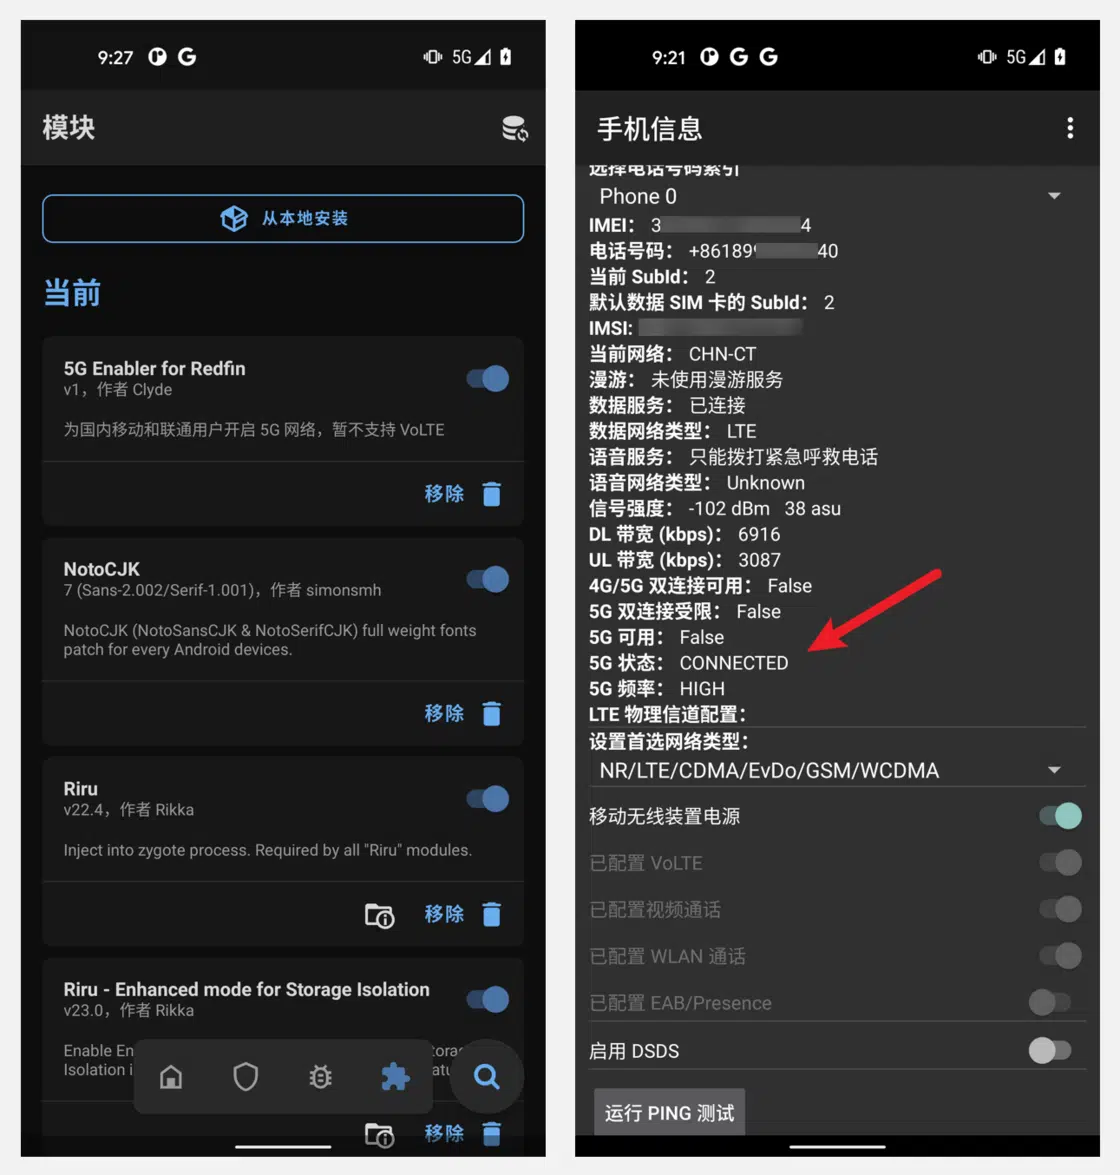 9:27
5G
模块
从本地安装
当前
5G Enabler for Redfin
v1，作者 Clyde
为国内移动和联通用户开启 5G 网络，暂不支持 VoLTE
移除
NotoCJK
7 (Sans-2.002/Serif-1.001)，作者 simonsmh
NotoCJK (NotoSansCJK & NotoSerifCJK) full weight fonts
patch for every Android devices.
移除
Riru
v22.4，作者 Rikka
Inject into zygote process. Required by all "Riru" modules.
移除
Riru - Enhanced mode for Storage Isolation
v23.0，作者 Rikka
Enable
Isolation
移除
9:21
5G
手机信息
选择电话号码索引
Phone 0
IMEI： 3 4
电话号码： +86189 40
当前 SubId： 2
默认数据 SIM 卡的 SubId： 2
IMSI:
当前网络： CHN-CT
漫游： 未使用漫游服务
数据服务： 已连接
数据网络类型： LTE
语音服务： 只能拨打紧急呼救电话
语音网络类型： Unknown
信号强度： -102 dBm 38 asu
DL 带宽 (kbps)： 6916
UL 带宽 (kbps)： 3087
4G/5G 双连接可用： False
5G 双连接受限： False
5G 可用： False
5G 状态： CONNECTED
5G 频率： HIGH
LTE 物理信道配置：
设置首选网络类型：
NR/LTE/CDMA/EvDo/GSM/WCDMA
移动无线装置电源
已配置 VoLTE
已配置视频通话
已配置 WLAN 通话
已配置 EAB/Presence
启用 DSDS
运行 PING 测试